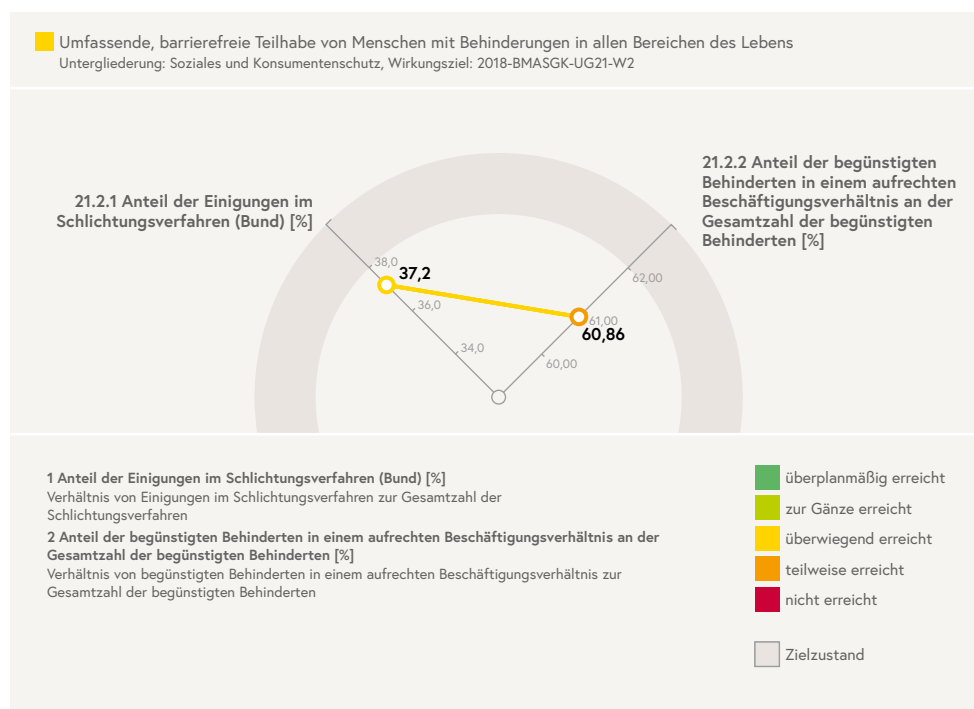 Umfassende, barrierefreie Teilhabe von Menschen mit Behinderungen in allen Bereichen des Lebens
Untergliederung: Soziales und Konsumentenschutz, Wirkungsziel: 2018-BMASGK-UG21-W2
21.2.1 Anteil der Einigungen im
Schlichtungsverfahren (Bund) [%]
21.2.2 Anteil der begünstigten
Behinderten in einem aufrechten
Beschäftigungsverhältnis an der
Gesamtzahl der begünstigten
Behinderten [%]
38,0
37,2
36,0
34,0
62,00
61,00
60,86
60,00
1 Anteil der Einigungen im Schlichtungsverfahren (Bund) [%]
Verhältnis von Einigungen im Schlichtungsverfahren zur Gesamtzahl der
Schlichtungsverfahren
2 Anteil der begünstigten Behinderten in einem aufrechten Beschäftigungsverhältnis an der
Gesamtzahl der begünstigten Behinderten [%]
Verhältnis von begünstigten Behinderten in einem aufrechten Beschäftigungsverhältnis zur
Gesamtzahl der begünstigten Behinderten
überplanmäßig erreicht
zur Gänze erreicht
überwiegend erreicht
teilweise erreicht
nicht erreicht
Zielzustand